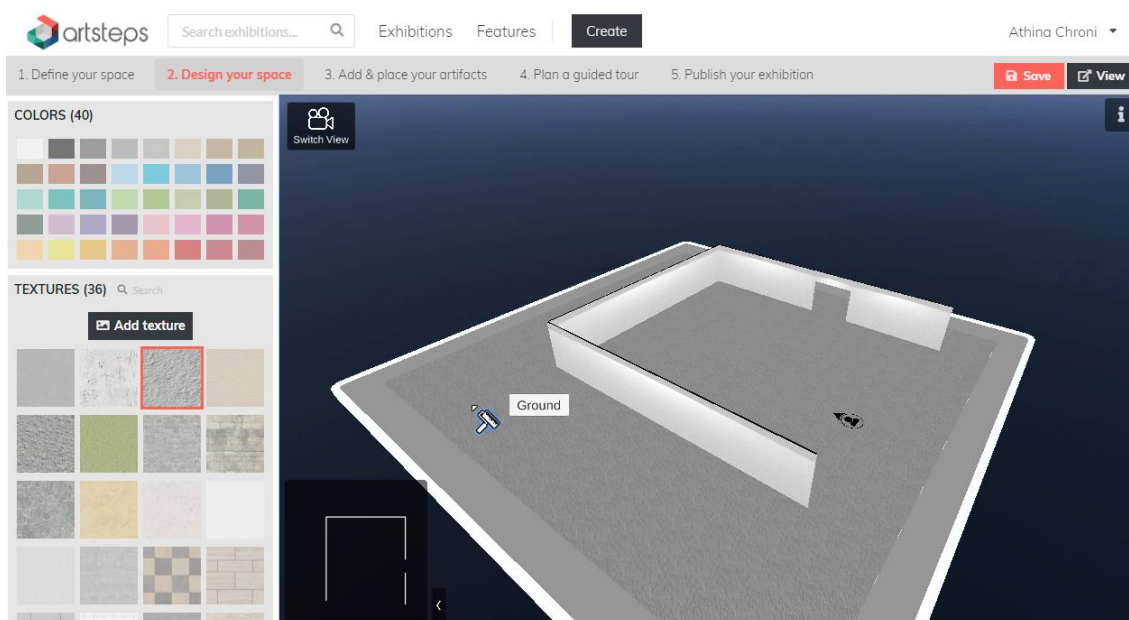 artsteps Search exhibitions... Exhibitions Features Create Athina Chroni
1. Define your space 2. Design your space 3. Add & place your artifacts 4. Plan a guided tour 5. Publish your exhibition Save View
COLORS (40)
Switch View
i
TEXTURES (36) Search
Add texture
Ground